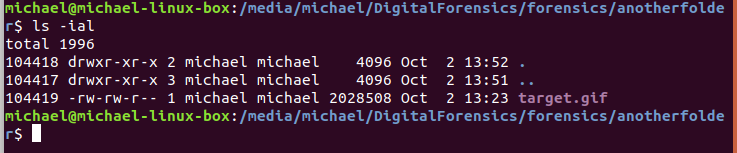 michael@michael-linux-box:/media/michael/DigitalForensics/forensics/anotherfolde
r$ ls -ial
total 1996
104418 drwxr-xr-x 2 michael michael    4096 Oct  2 13:52 .
104417 drwxr-xr-x 3 michael michael    4096 Oct  2 13:51 ..
104419 -rw-rw-r-- 1 michael michael 2028508 Oct  2 13:23 target.gif
michael@michael-linux-box:/media/michael/DigitalForensics/forensics/anotherfolde
r$